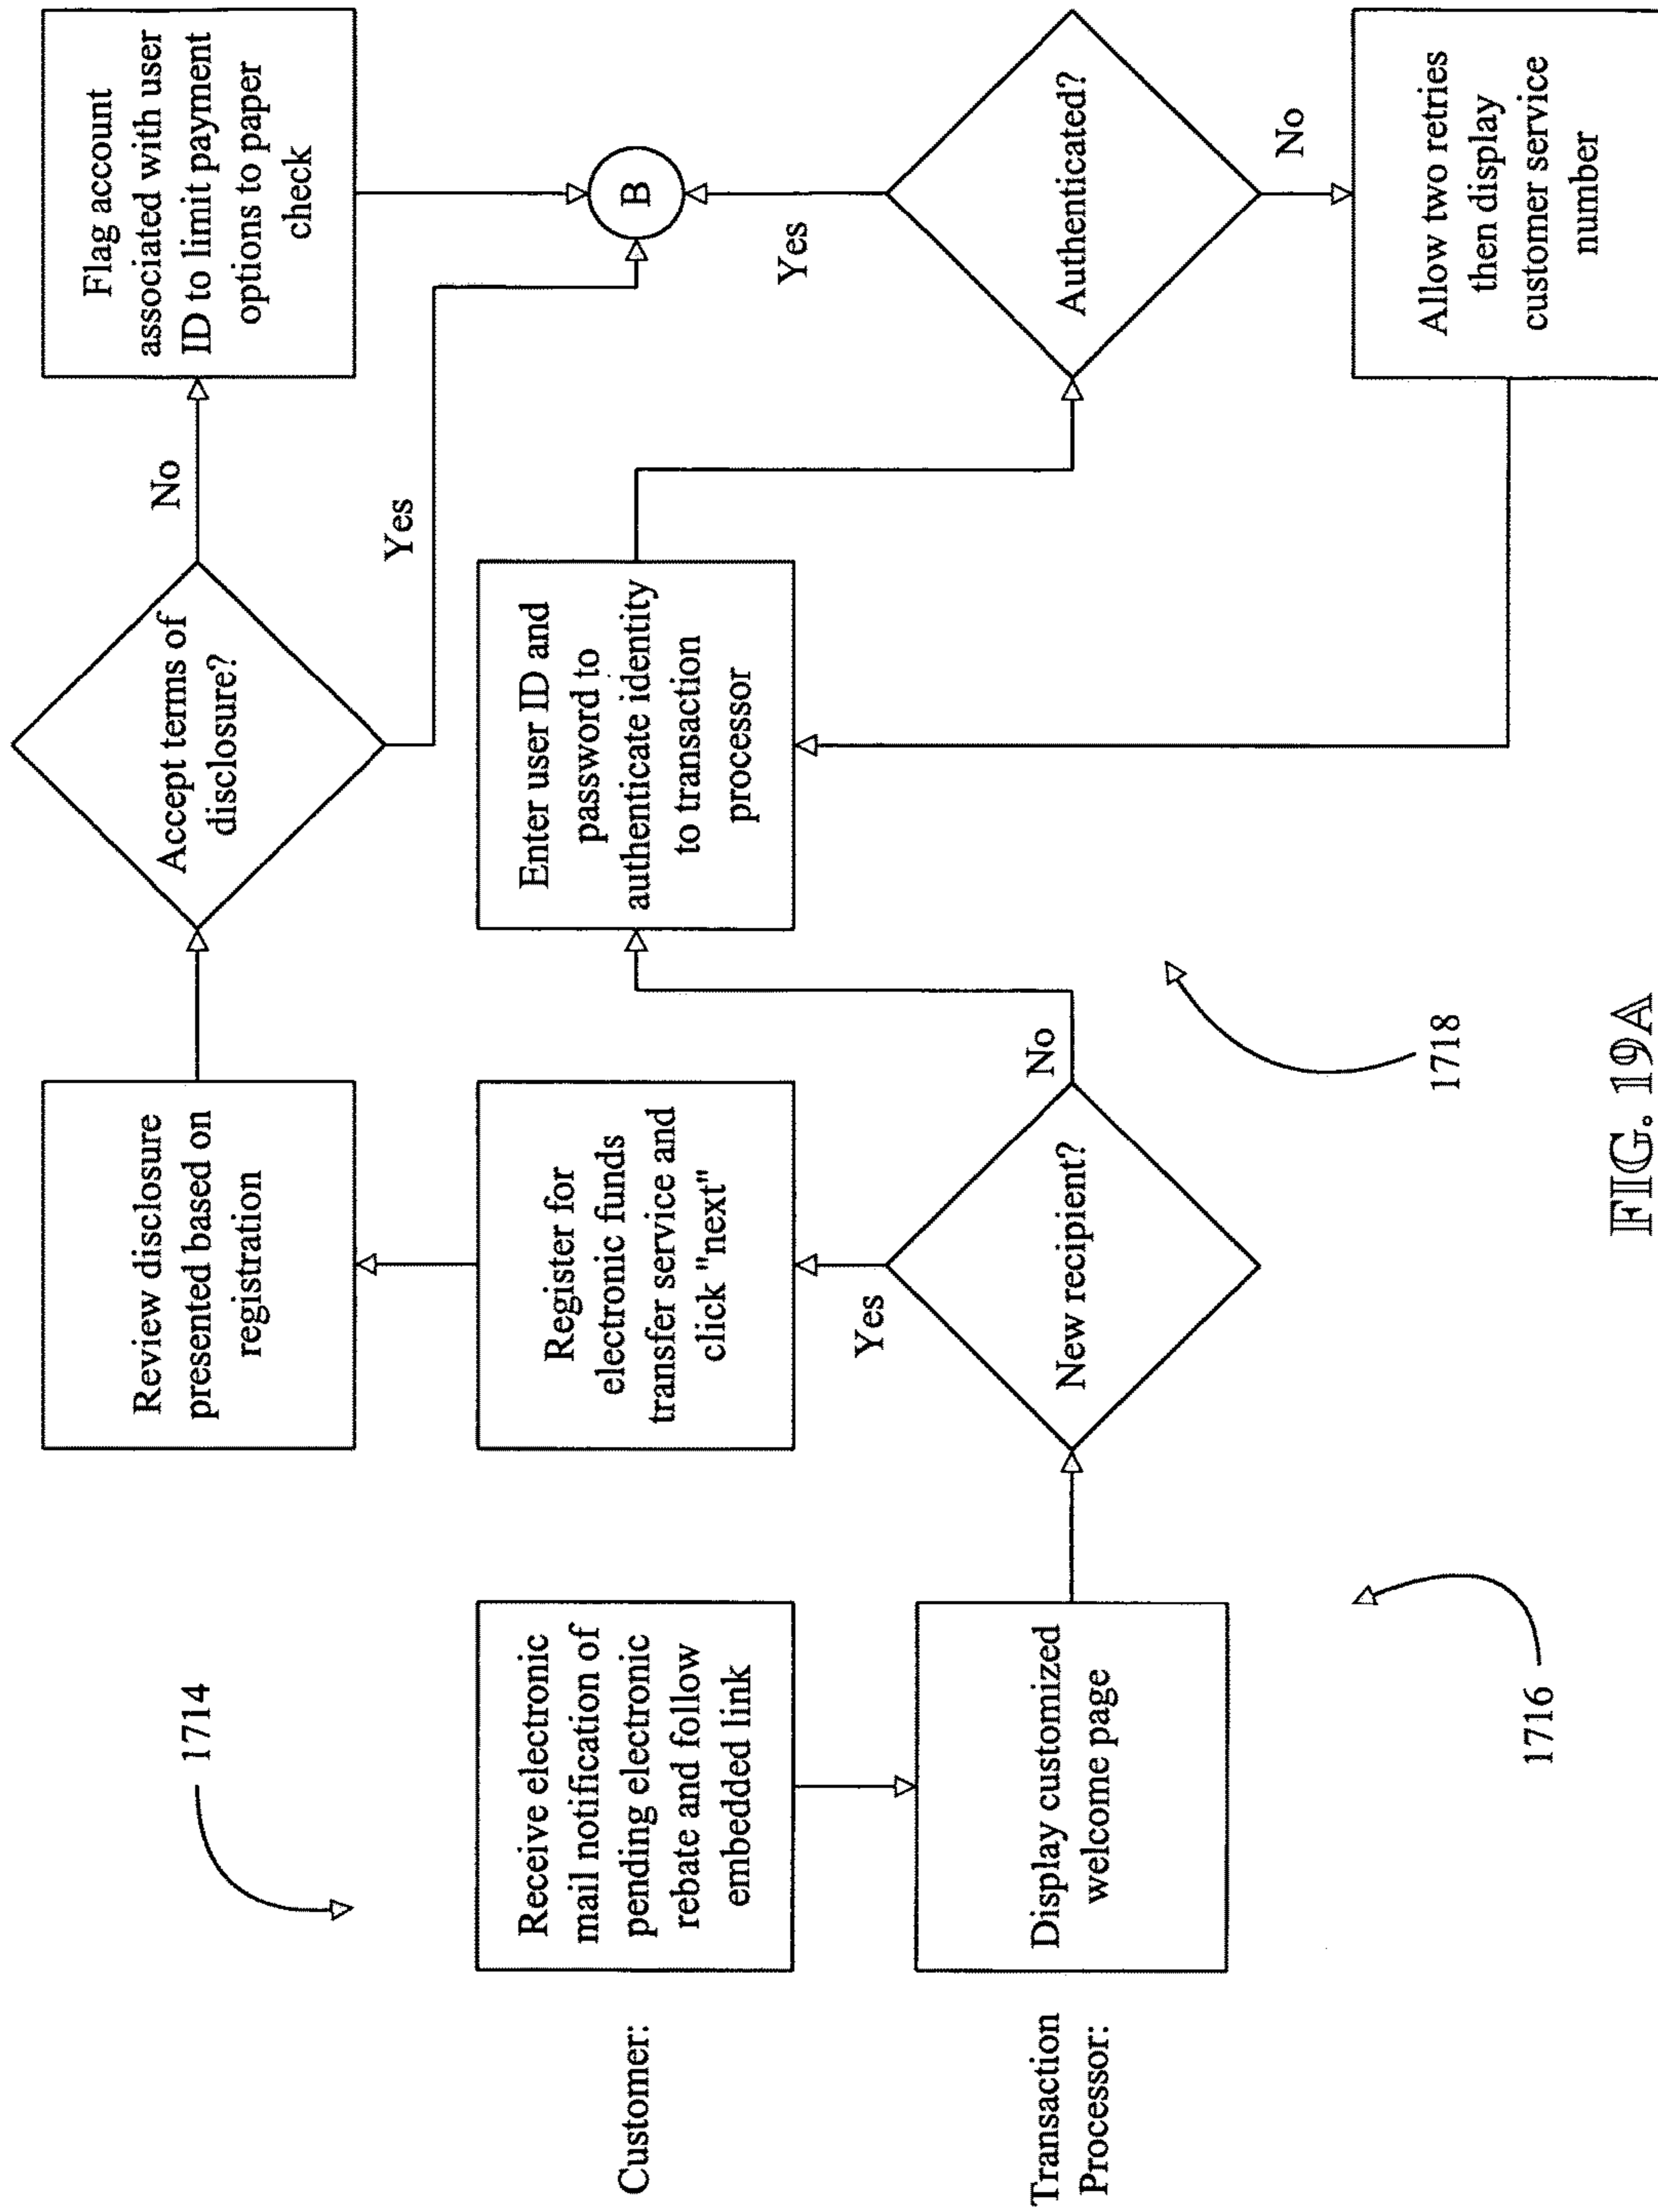 1714
Customer:
Receive electronic
mail notification of
pending electronic
rebate and follow
embedded link
Transaction
Processor:
Display customized
welcome page
1716
New recipient?
Yes
No
Register for
electronic funds
transfer service and
click "next"
Review disclosure
presented based on
registration
Accept terms of
disclosure?
No
Yes
Flag account
associated with user
ID to limit payment
options to paper
check
B
Enter user ID and
password to
authenticate identity
to transaction
processor
Authenticated?
Yes
No
Allow two retries
then display
customer service
number
1718
FIG. 19A